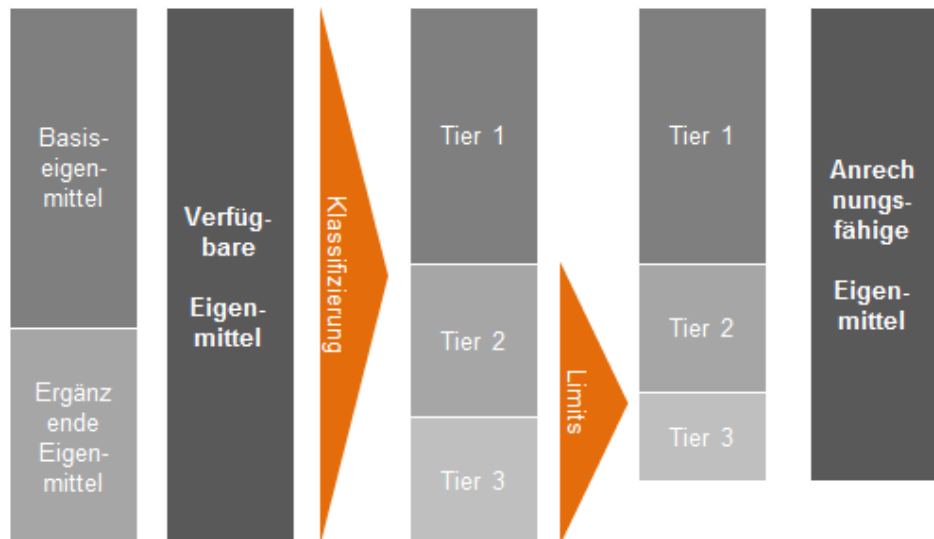 Basis-
eigen-
mittel
Ergänz
ende
Eigen-
mittel
Verfüg-
bare
Eigen-
mittel
Klassifizierung
Tier 1
Tier 2
Tier 3
Limits
Tier 1
Tier 2
Tier 3
Anrech
nungs-
fähige
Eigen-
mittel